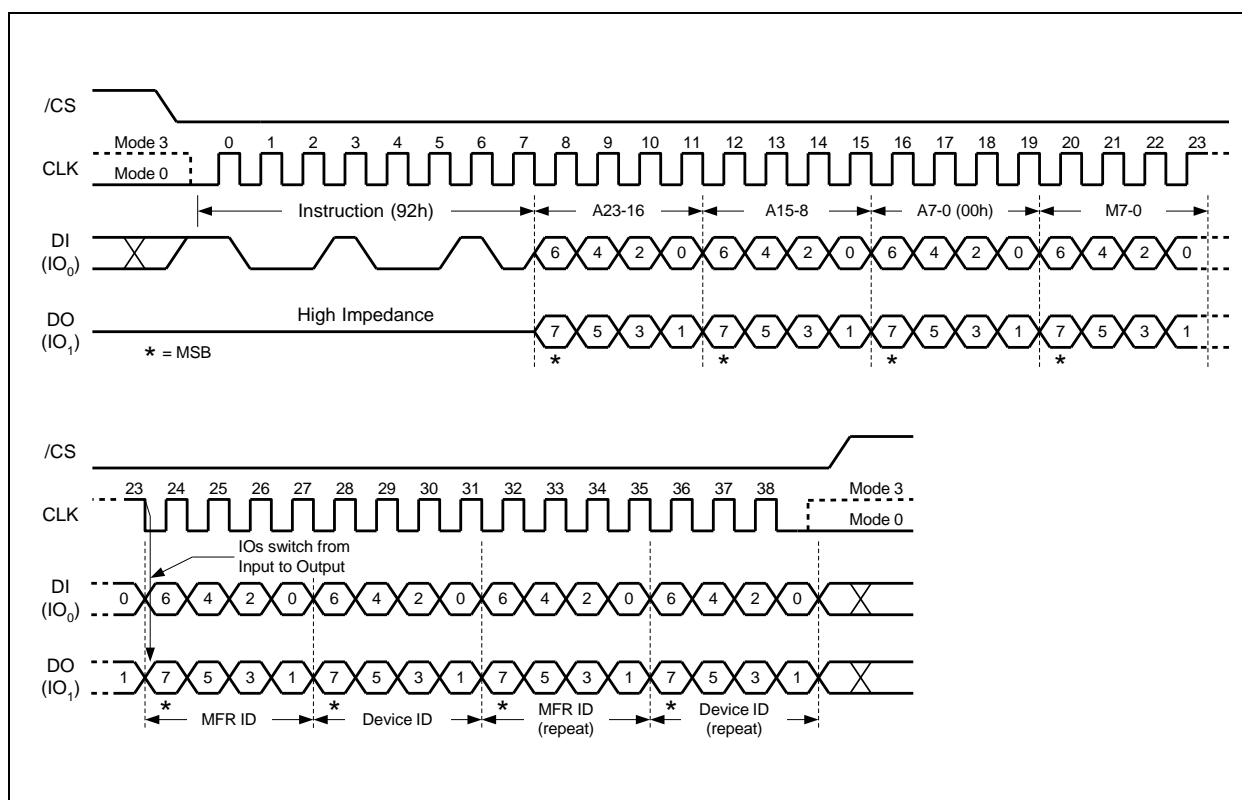 /CS
Mode 3 0 1 2 3 4 5 6 7 8 9 10 11 12 13 14 15 16 17 18 19 20 21 22 23
CLK
Mode 0
Instruction (92h) A23-16 A15-8 A7-0 (00h) M7-0
DI
(IO0)
6 4 2 0 6 4 2 0 6 4 2 0 6 4 2 0
High Impedance
DO
(IO1)
7 5 3 1 7 5 3 1 7 5 3 1 7 5 3 1
* = MSB * * * *
/CS
23 24 25 26 27 28 29 30 31 32 33 34 35 36 37 38 Mode 3
CLK
Mode 0
IOs switch from
Input to Output
DI
(IO0)
0 6 4 2 0 6 4 2 0 6 4 2 0 6 4 2 0
DO
(IO1)
1 7 5 3 1 7 5 3 1 7 5 3 1 7 5 3 1
* * * *
MFR ID Device ID MFR ID
(repeat) Device ID
(repeat)